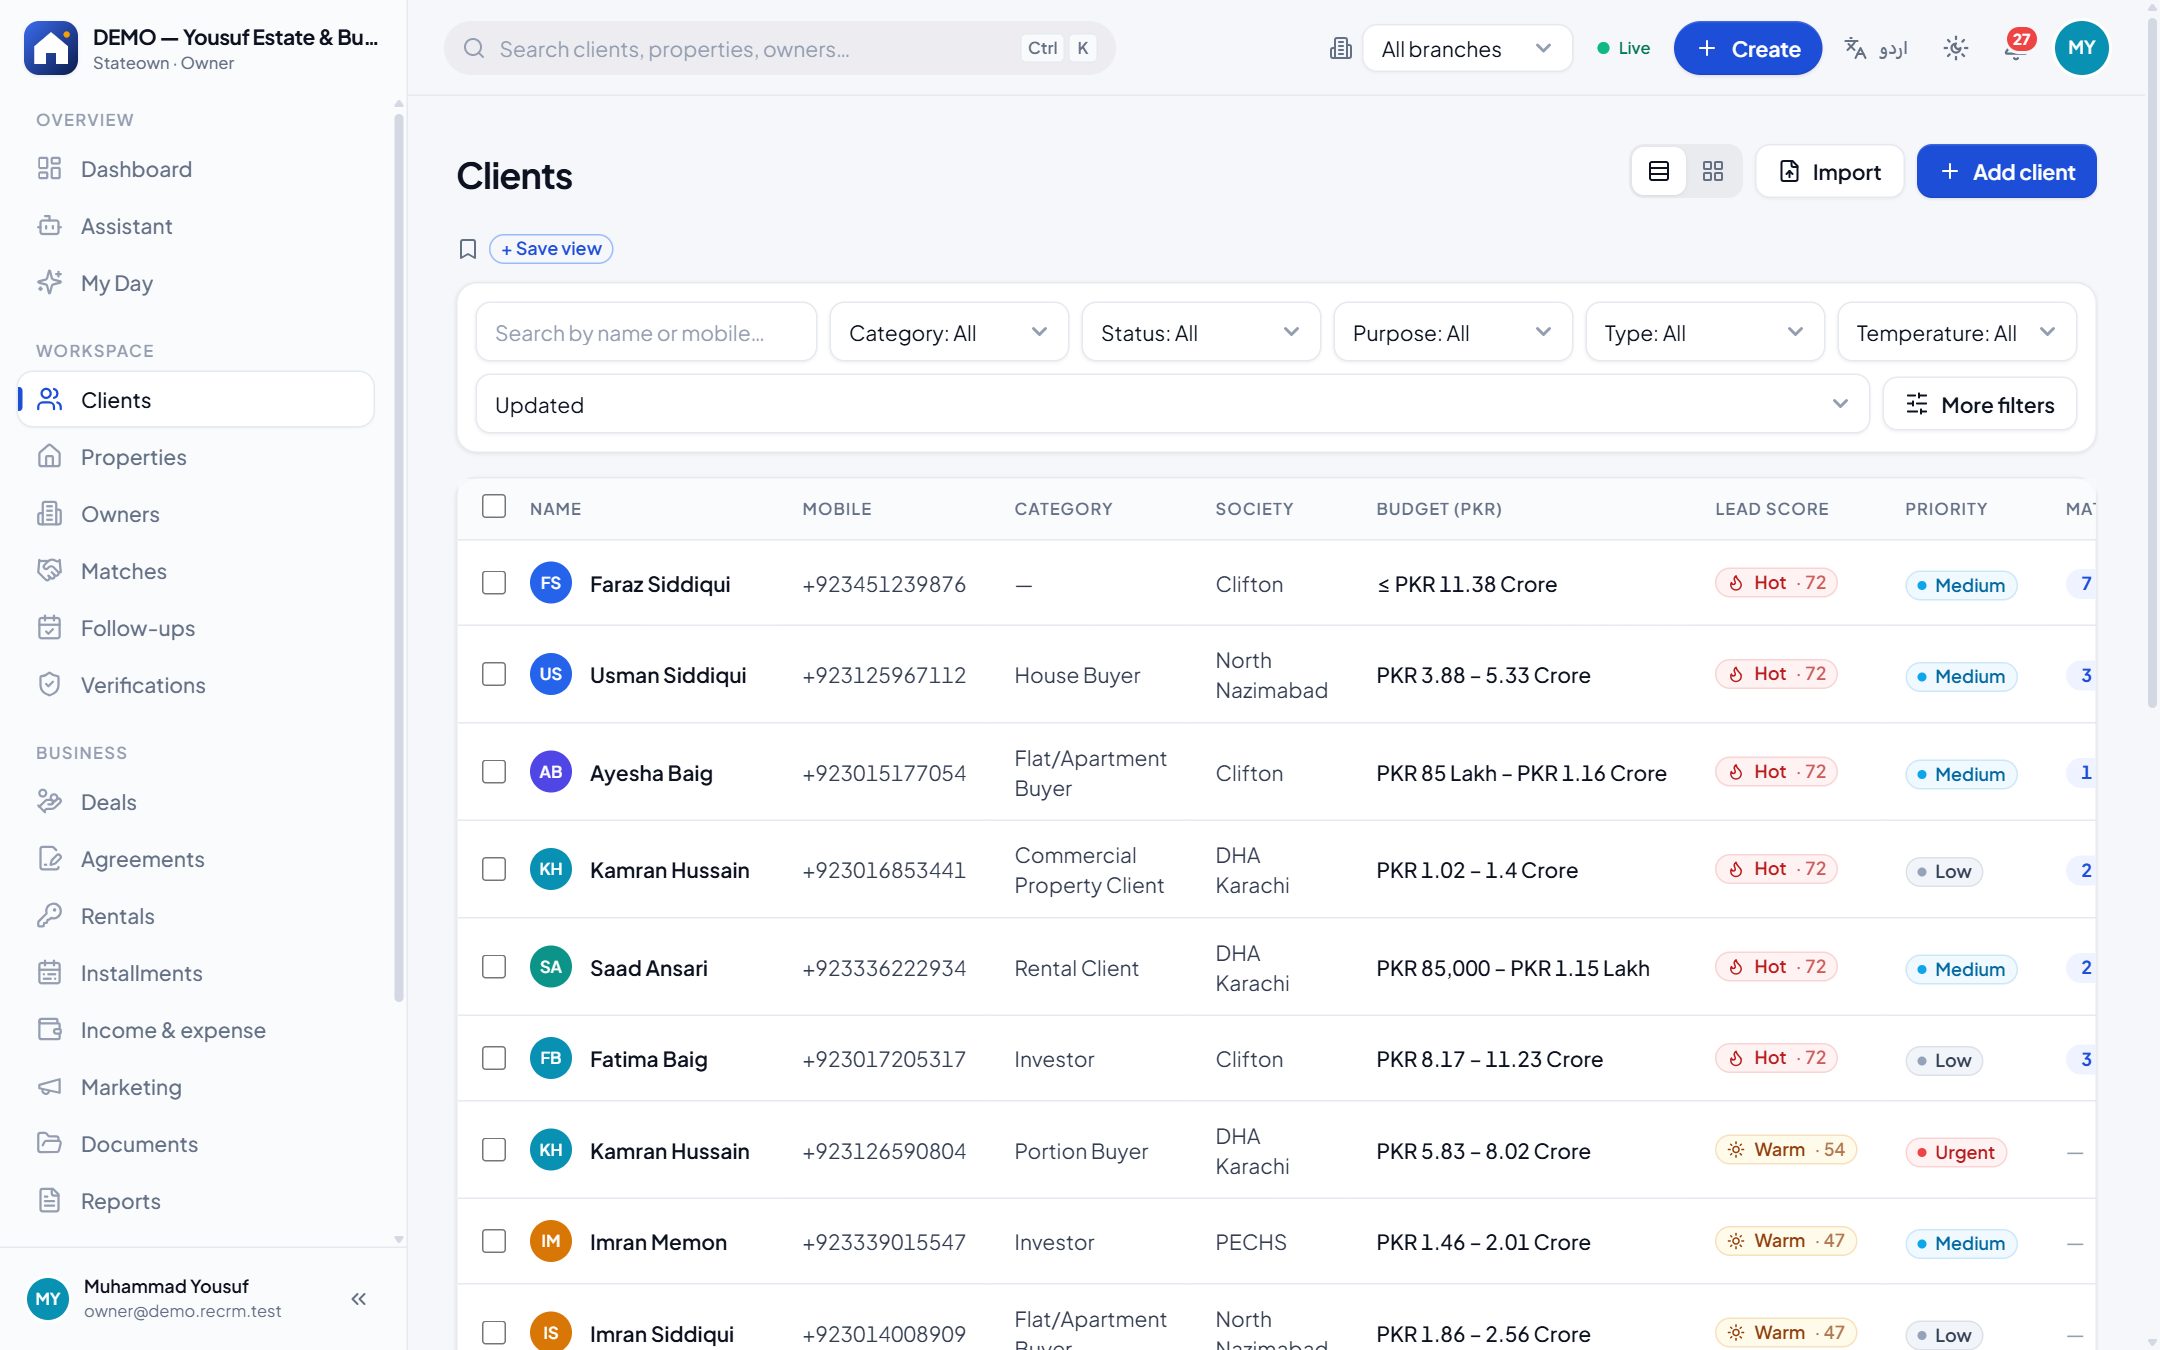 DEMO — Yousuf Estate & Bu...
Stateown · Owner
Search clients, properties, owners...
Ctrl K
All branches
Live
+ Create
اردو
27
MY
OVERVIEW
Dashboard
Assistant
My Day
WORKSPACE
Clients
Properties
Owners
Matches
Follow-ups
Verifications
BUSINESS
Deals
Agreements
Rentals
Installments
Income & expense
Marketing
Documents
Reports
MY
Muhammad Yousuf
owner@demo.recrm.test
Clients
Import
+ Add client
+ Save view
Search by name or mobile...
Category: All
Status: All
Purpose: All
Type: All
Temperature: All
Updated
More filters
NAME MOBILE CATEGORY SOCIETY BUDGET (PKR) LEAD SCORE PRIORITY MAT
FS Faraz Siddiqui +923451239876 — Clifton ≤ PKR 11.38 Crore Hot · 72 Medium 7
US Usman Siddiqui +923125967112 House Buyer North Nazimabad PKR 3.88 – 5.33 Crore Hot · 72 Medium 3
AB Ayesha Baig +923015177054 Flat/Apartment Buyer Clifton PKR 85 Lakh – PKR 1.16 Crore Hot · 72 Medium 1
KH Kamran Hussain +923016853441 Commercial Property Client DHA Karachi PKR 1.02 – 1.4 Crore Hot · 72 Low 2
SA Saad Ansari +923336222934 Rental Client DHA Karachi PKR 85,000 – PKR 1.15 Lakh Hot · 72 Medium 2
FB Fatima Baig +923017205317 Investor Clifton PKR 8.17 – 11.23 Crore Hot · 72 Low 3
KH Kamran Hussain +923126590804 Portion Buyer DHA Karachi PKR 5.83 – 8.02 Crore Warm · 54 Urgent —
IM Imran Memon +923339015547 Investor PECHS PKR 1.46 – 2.01 Crore Warm · 47 Medium —
IS Imran Siddiqui +923014008909 Flat/Apartment Buyer North Nazimabad PKR 1.86 – 2.56 Crore Warm · 47 Low —